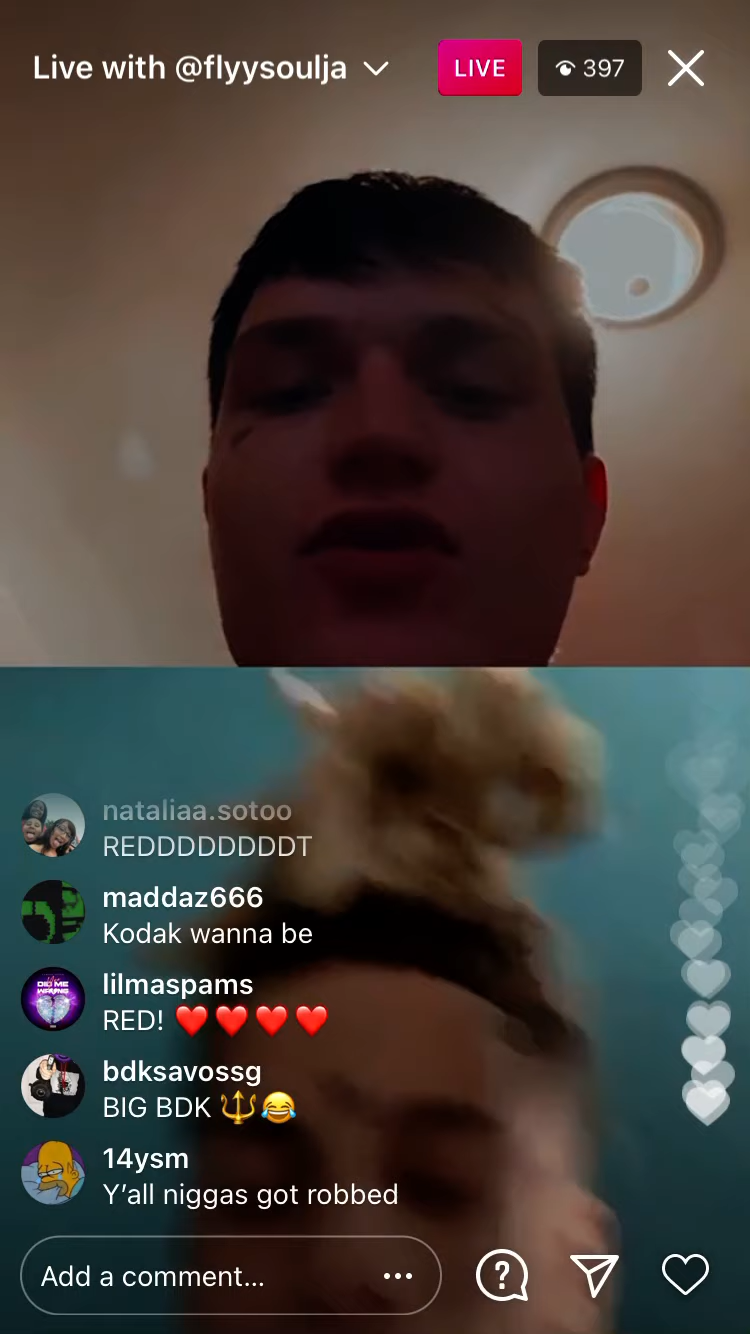 Live with @flyysoulja
LIVE
397
nataliaa.sotoo
REDDDDDDDDT
maddaz666
Kodak wanna be
lilmaspams
RED! ❤️❤️❤️❤️
bdksavossg
BIG BDK 🔱😂
14ysm
Y’all niggas got robbed
Add a comment...